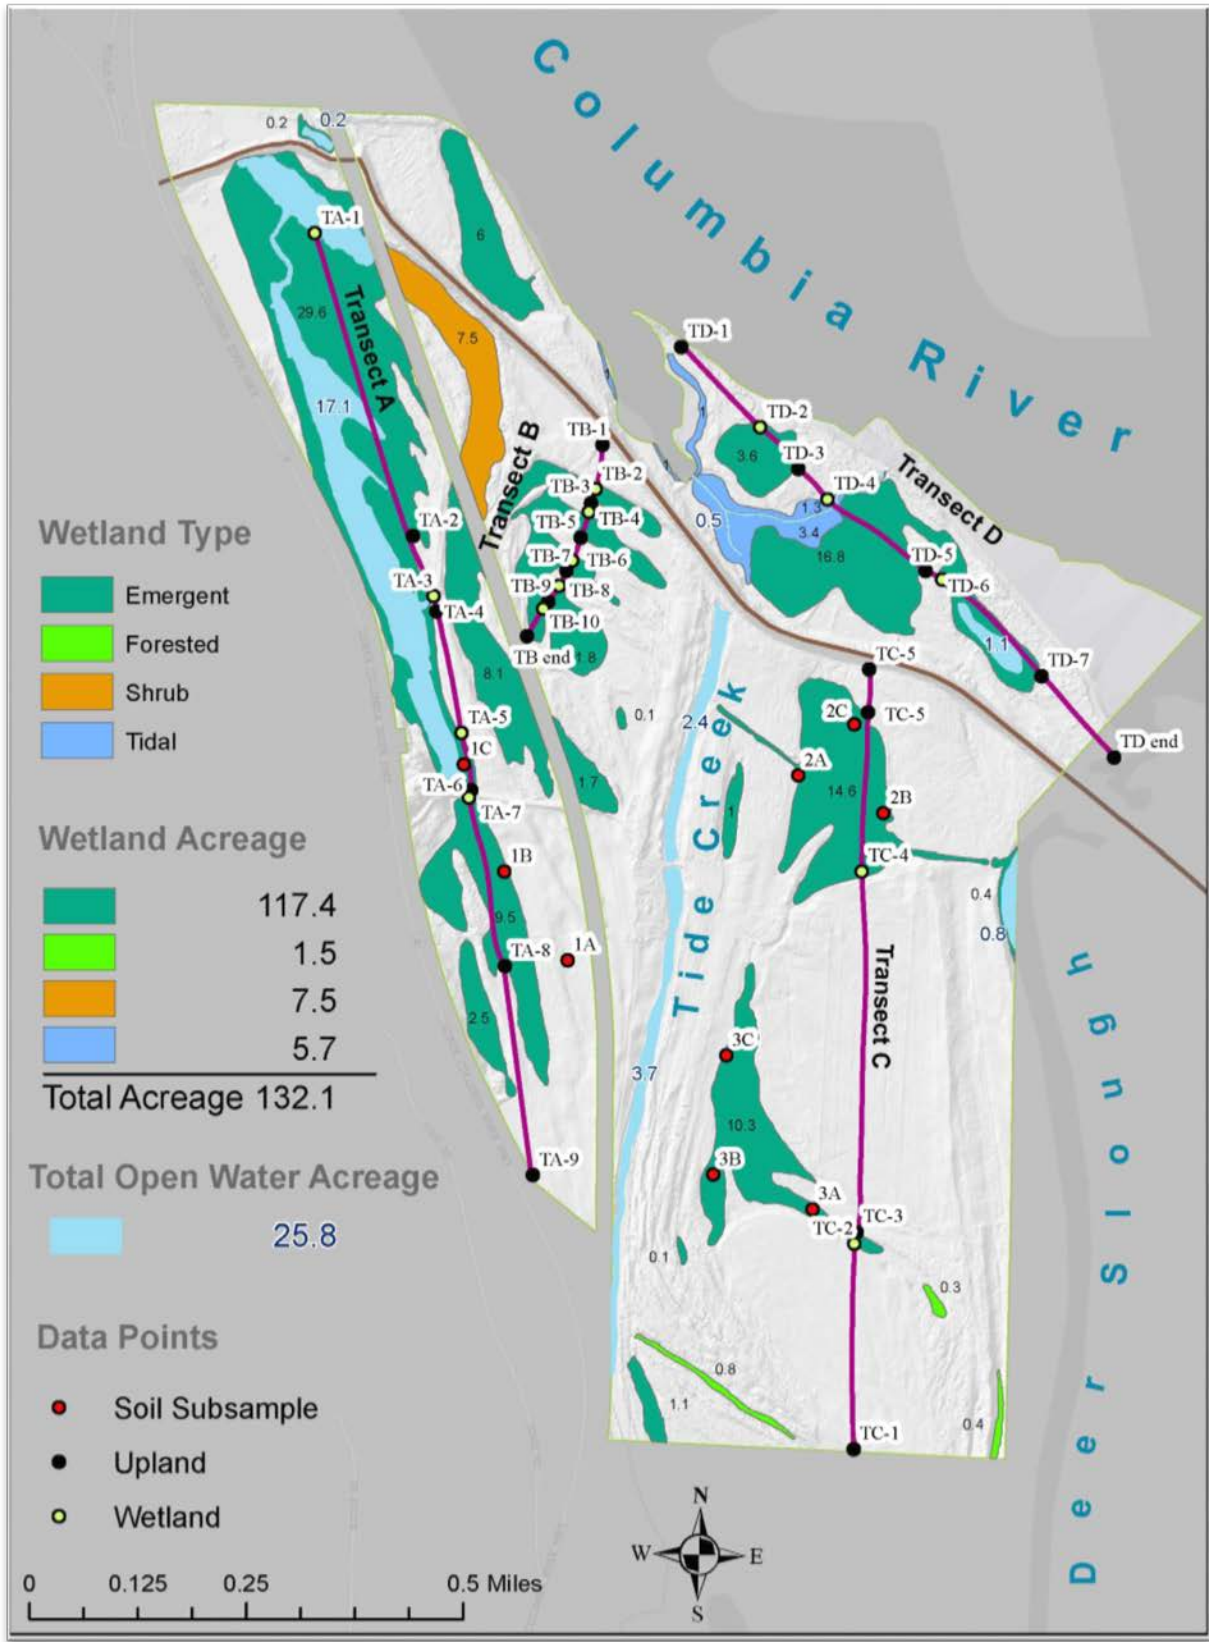 Columbia River
0.2
0.2
TA-1
6
29.6
Transect A
7.5
17.1
TD-1
1
1
TD-2
3.6
TD-3
TD-4
Transect D
1
1.3
0.5
3.4
16.8
TD-5
TD-6
1.1
TD-7
TD end
TB-1
Transect B
TB-2
TB-3
TB-4
TB-5
TB-6
TB-7
TB-8
TB-9
TB-10
TB end
1.8
TA-2
TA-3
TA-4
8.1
0.1
TA-5
1C
TA-6
TA-7
1.7
2.4
Tide Creek
TC-5
TC-5
2C
2A
14.6
2B
1
TC-4
0.4
0.8
1B
9.5
TA-8
1A
2.5
3.7
Transect C
3C
10.3
3B
3A
TC-3
TC-2
TA-9
0.1
0.3
0.8
1.1
0.4
TC-1
Deer Slough
Wetland Type
Emergent
Forested
Shrub
Tidal
Wetland Acreage
117.4
1.5
7.5
5.7
Total Acreage 132.1
Total Open Water Acreage
25.8
Data Points
Soil Subsample
Upland
Wetland
0 0.125 0.25 0.5 Miles
N
W E
S